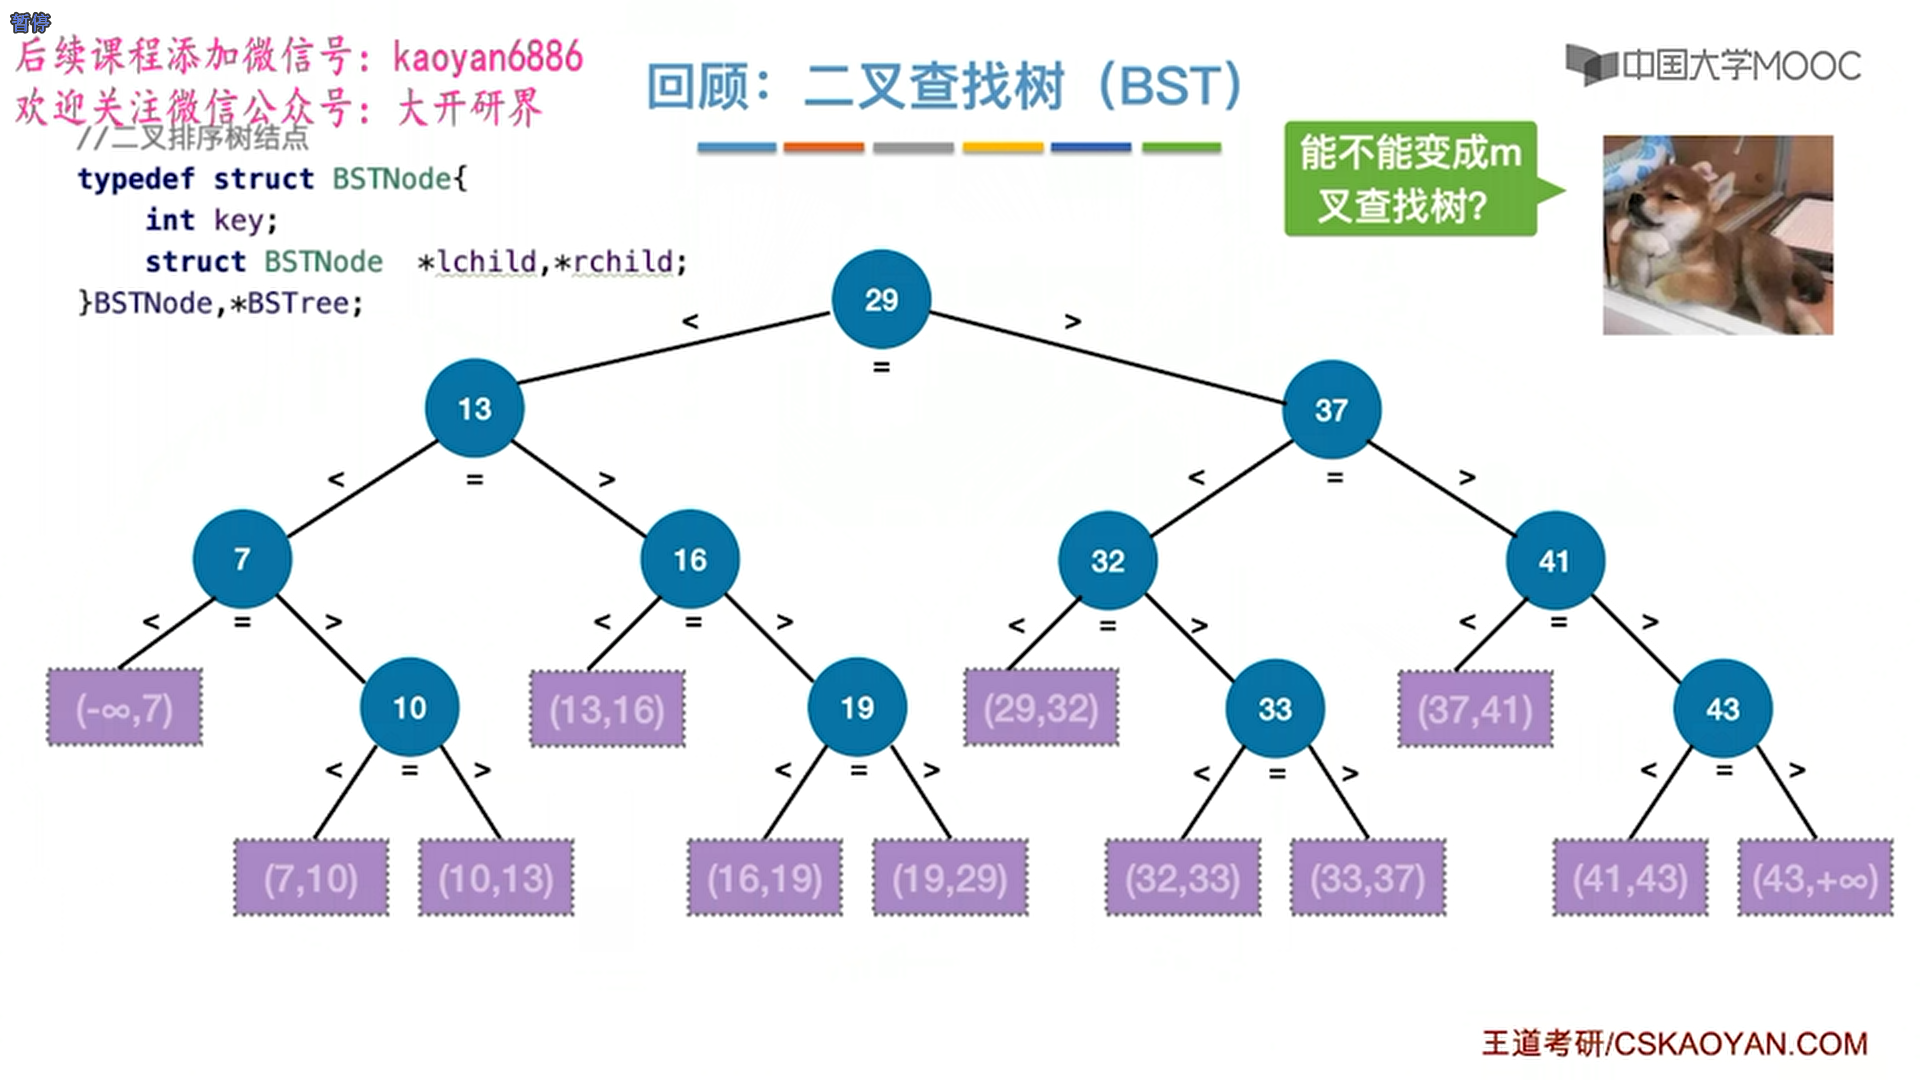 暂停
后续课程添加微信号：kaoyan6886
欢迎关注微信公众号：大开研界
回顾：二叉查找树（BST）
中国大学MOOC
能不能变成m
叉查找树？
//二叉排序树结点
typedef struct BSTNode{
int key;
struct BSTNode *lchild,*rchild;
}BSTNode,*BSTree;
29
< >
=
13 37
< = > < = >
7 16 32 41
< = > < = > < = > < = >
(-∞,7) 10 (13,16) 19 (29,32) 33 (37,41) 43
< = > < = > < = > < = >
(7,10) (10,13) (16,19) (19,29) (32,33) (33,37) (41,43) (43,+∞)
王道考研/CSKAOYAN.COM